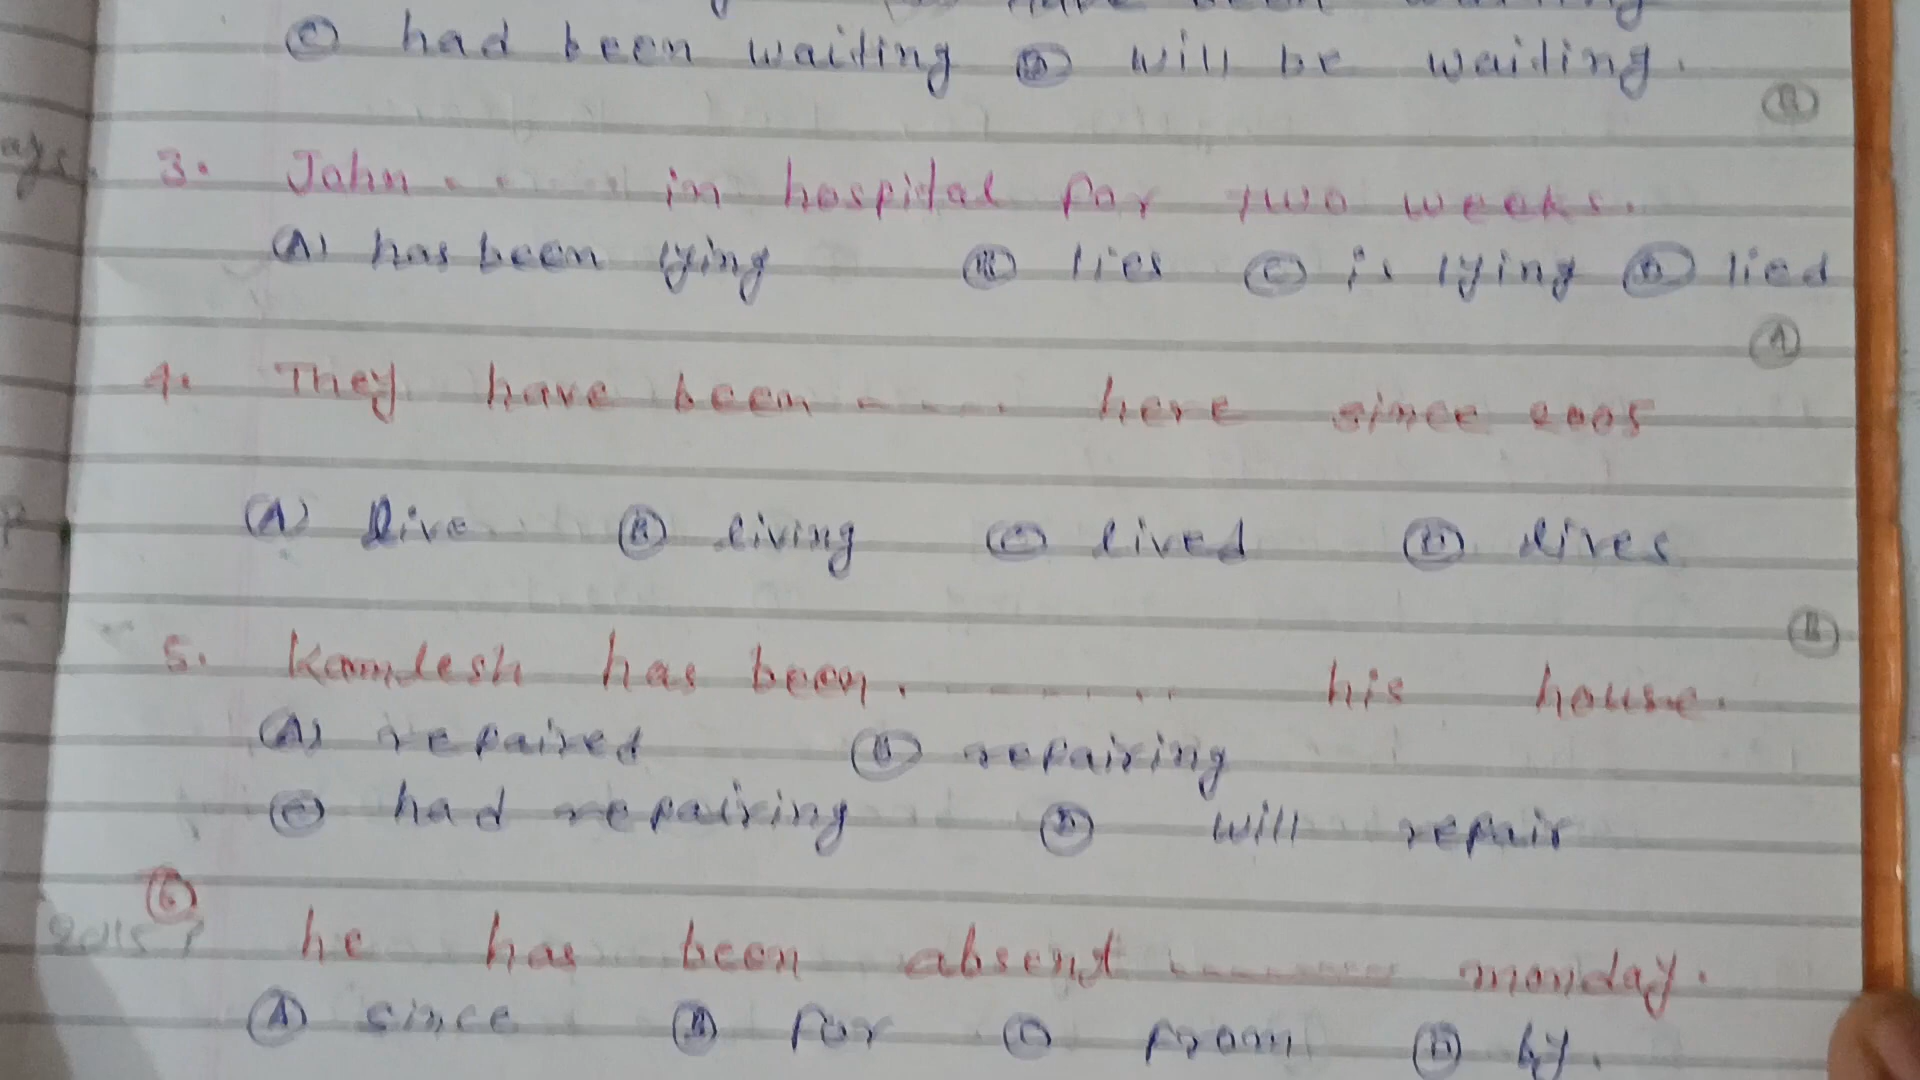 (C) had been waiting (D) will be waiting.
(B)
3. John ..... in hospital for two weeks.
(A) has been lying (B) lies (C) is lying (D) lied
(A)
4. They have been ..... here since 2005
(A) live (B) living (C) lived (D) lives
(B)
5. Kamlesh has been ........ his house.
(A) repaired (B) repairing
(C) had repairing (D) will repair
(6) he has been absent ....... monday.
(A) since (B) for (C) from (D) by.